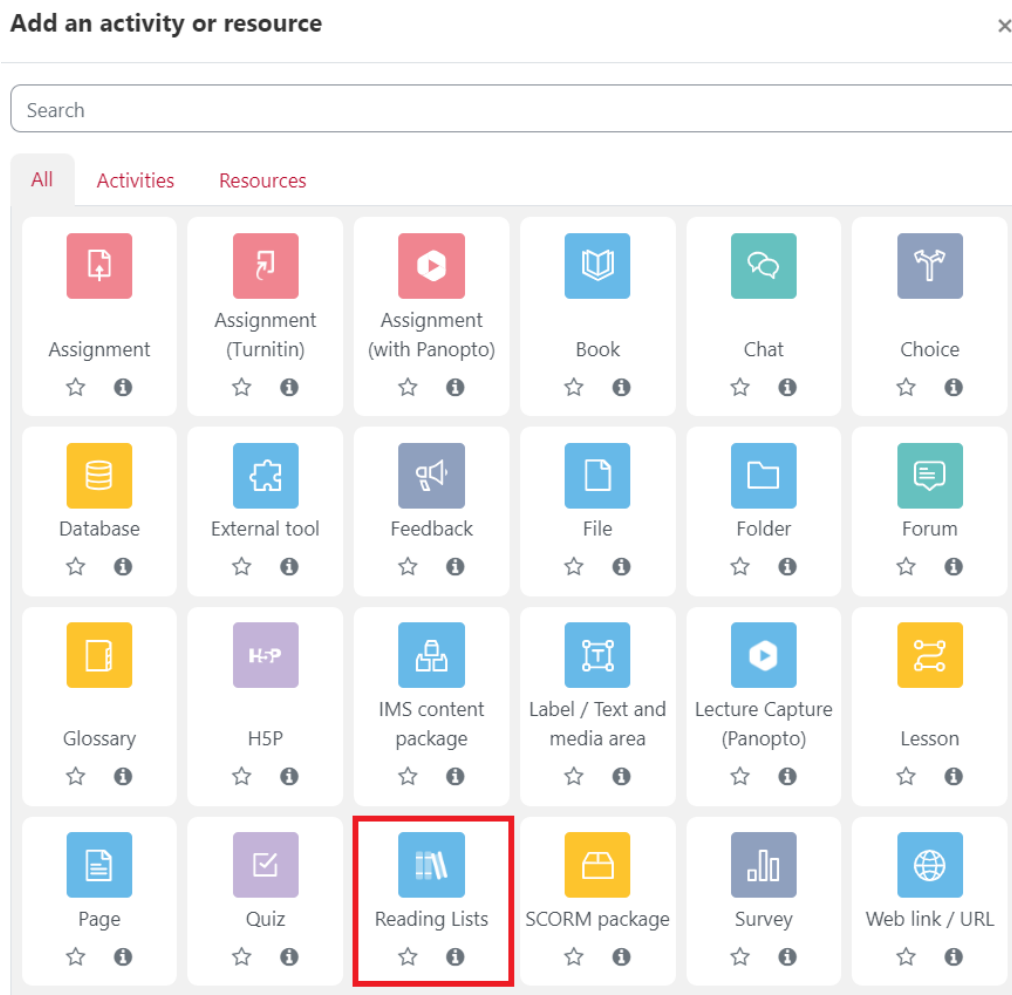 Add an activity or resource
×
Search
All Activities Resources
Assignment
Assignment
(Turnitin)
Assignment
(with Panopto)
Book
Chat
Choice
Database
External tool
Feedback
File
Folder
Forum
Glossary
H5P
H5P
IMS content
package
Label / Text and
media area
Lecture Capture
(Panopto)
Lesson
Page
Quiz
Reading Lists
SCORM package
Survey
Web link / URL